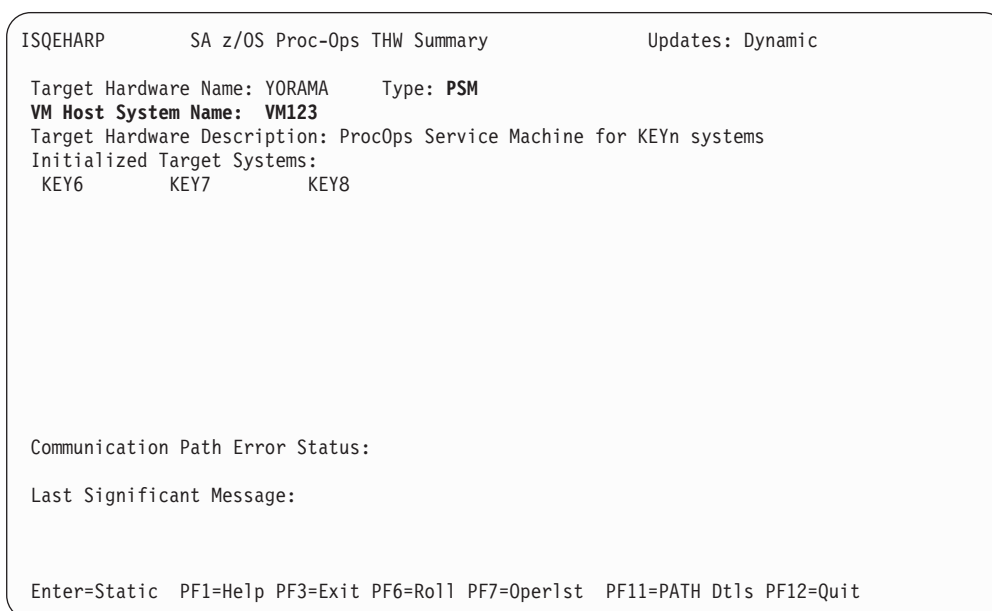 ISQEHARP SA z/OS Proc-Ops THW Summary Updates: Dynamic
Target Hardware Name: YORAMA Type: PSM
VM Host System Name: VM123
Target Hardware Description: ProcOps Service Machine for KEYn systems
Initialized Target Systems:
KEY6 KEY7 KEY8
Communication Path Error Status:
Last Significant Message:
Enter=Static PF1=Help PF3=Exit PF6=Roll PF7=Operlst PF11=PATH Dtls PF12=Quit